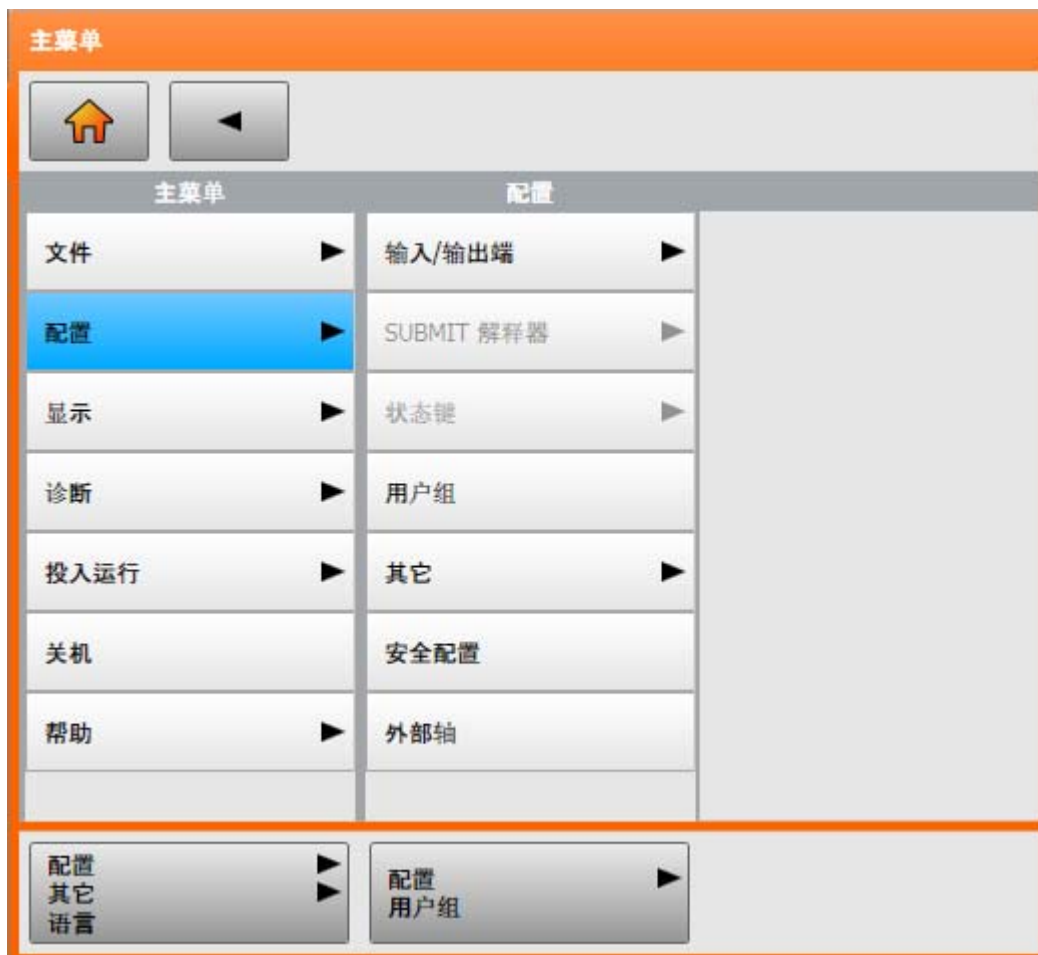 主菜单
主菜单
配置
文件
输入/输出端
配置
SUBMIT 解释器
显示
状态键
诊断
用户组
投入运行
其它
关机
安全配置
帮助
外部轴
配置
其它
语言
配置
用户组